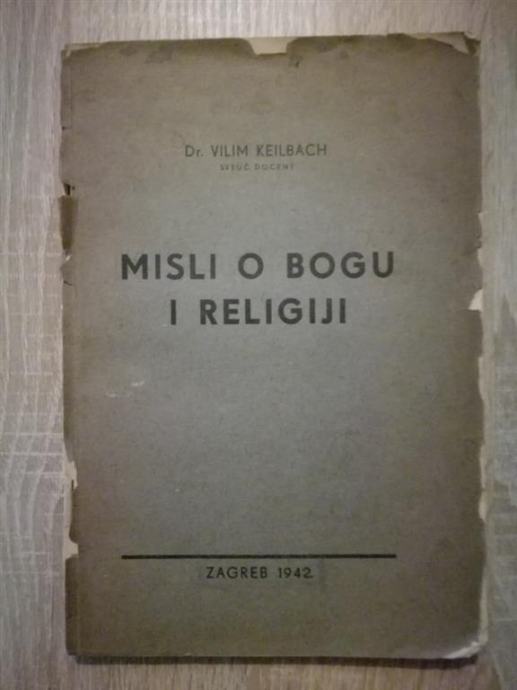 Dr. VILIM KEILBACH
SVEUČ. DOCENT
MISLI O BOGU
I RELIGIJI
ZAGREB 1942.